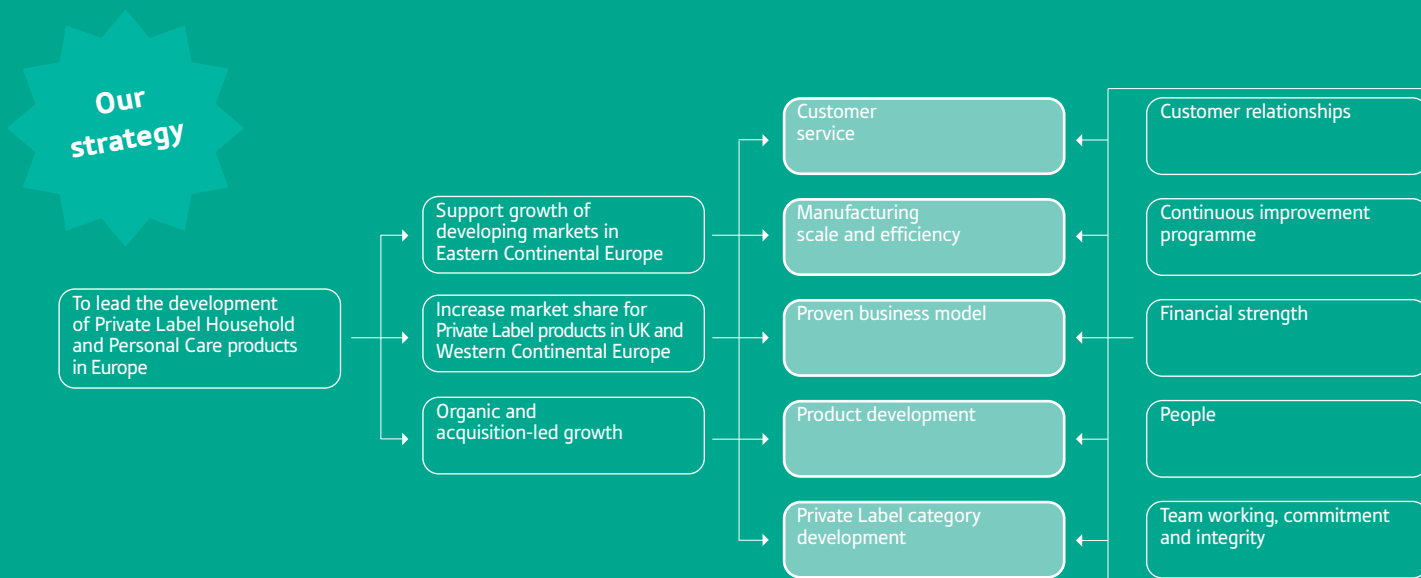 Our
strategy
To lead the development
of Private Label Household
and Personal Care products
in Europe
Support growth of
developing markets in
Eastern Continental Europe
Increase market share for
Private Label products in UK and
Western Continental Europe
Organic and
acquisition-led growth
Customer
service
Manufacturing
scale and efficiency
Proven business model
Product development
Private Label category
development
Customer relationships
Continuous improvement
programme
Financial strength
People
Team working, commitment
and integrity